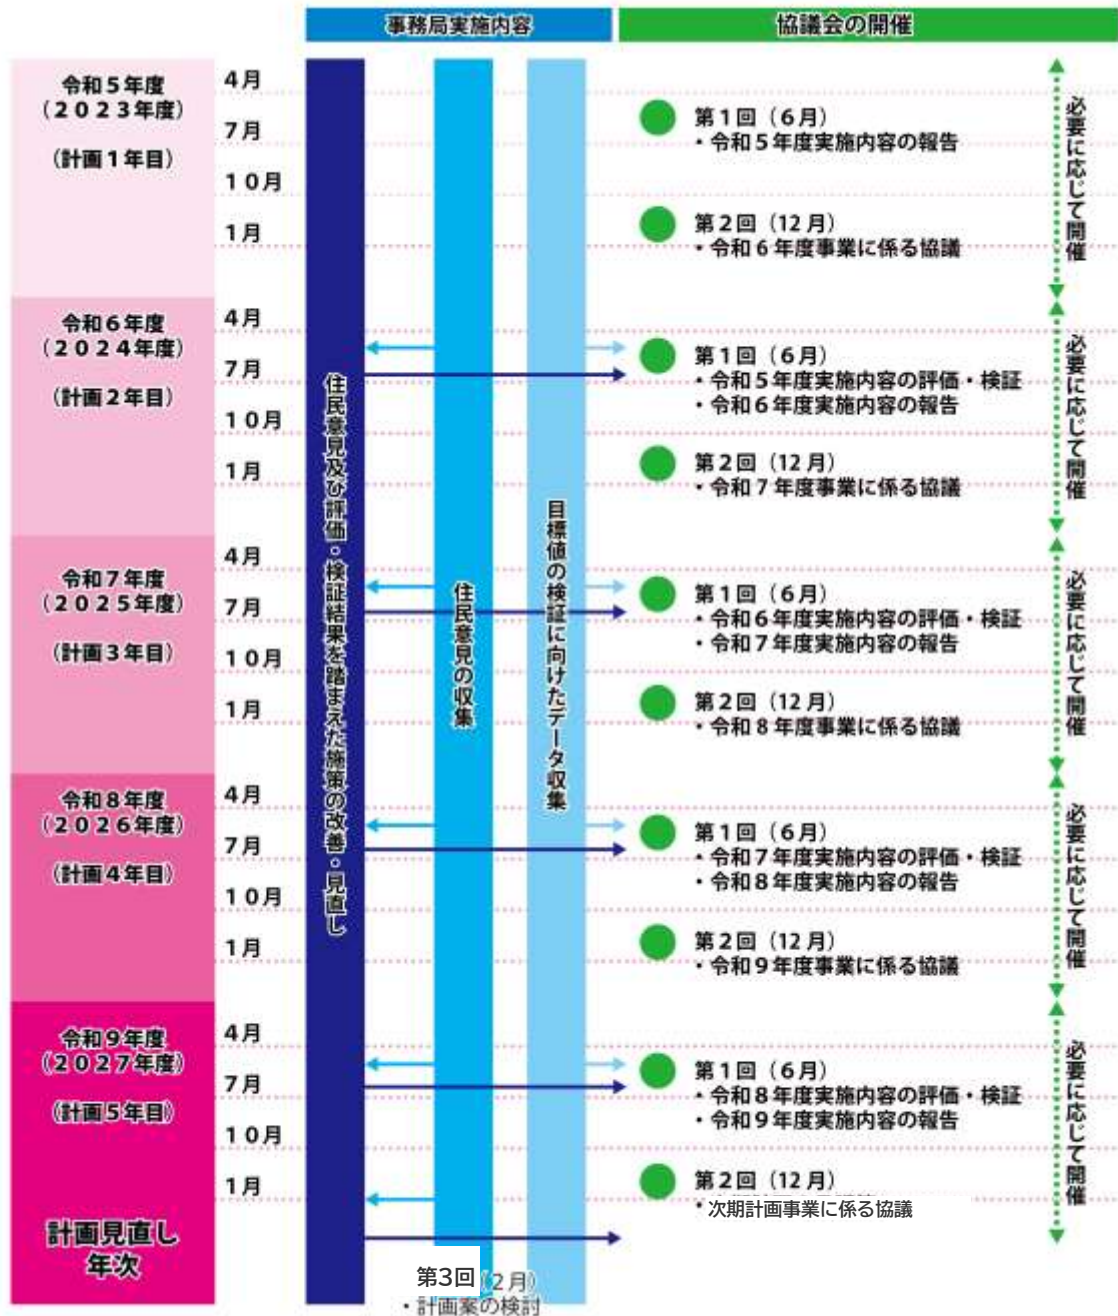 事務局実施内容
協議会の開催
令和5年度
(2023年度)
(計画1年目)
4月
7月
10月
1月
第1回(6月)
・令和5年度実施内容の報告
第2回(12月)
・令和6年度事業に係る協議
必要に応じて開催
令和6年度
(2024年度)
(計画2年目)
4月
7月
10月
1月
第1回(6月)
・令和5年度実施内容の評価・検証
・令和6年度実施内容の報告
第2回(12月)
・令和7年度事業に係る協議
必要に応じて開催
令和7年度
(2025年度)
(計画3年目)
4月
7月
10月
1月
第1回(6月)
・令和6年度実施内容の評価・検証
・令和7年度実施内容の報告
第2回(12月)
・令和8年度事業に係る協議
必要に応じて開催
令和8年度
(2026年度)
(計画4年目)
4月
7月
10月
1月
第1回(6月)
・令和7年度実施内容の評価・検証
・令和8年度実施内容の報告
第2回(12月)
・令和9年度事業に係る協議
必要に応じて開催
令和9年度
(2027年度)
(計画5年目)
4月
7月
10月
1月
第1回(6月)
・令和8年度実施内容の評価・検証
・令和9年度実施内容の報告
第2回(12月)
・次期計画事業に係る協議
必要に応じて開催
計画見直し
年次
住民意見及び評価・検証結果を踏まえた施策の改善・見直し
住民意見の収集
目標値の検証に向けたデータ収集
第3回(2月)
・計画案の検討